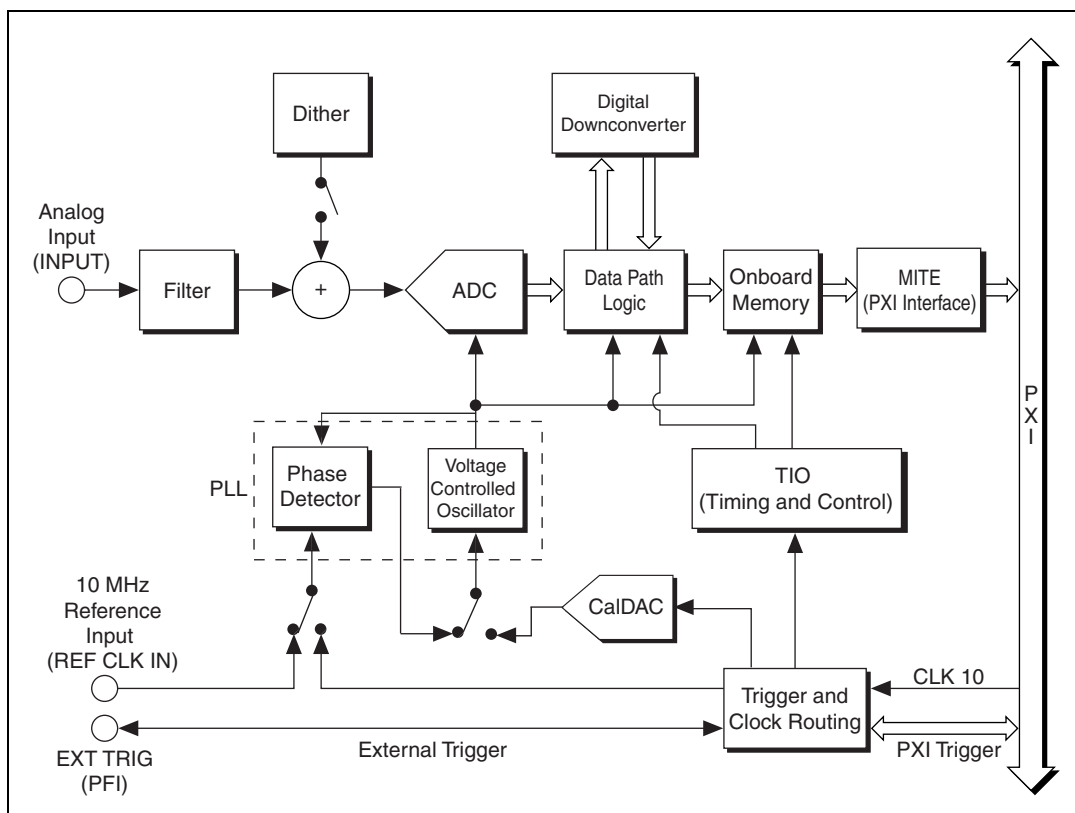 Dither
Digital
Downconverter
Analog
Input
(INPUT)
Filter
+
ADC
Data Path
Logic
Onboard
Memory
MITE
(PXI Interface)
P
X
I
PLL
Phase
Detector
Voltage
Controlled
Oscillator
TIO
(Timing and Control)
10 MHz
Reference
Input
(REF CLK IN)
CalDAC
Trigger and
Clock Routing
CLK 10
EXT TRIG
(PFI)
External Trigger
PXI Trigger